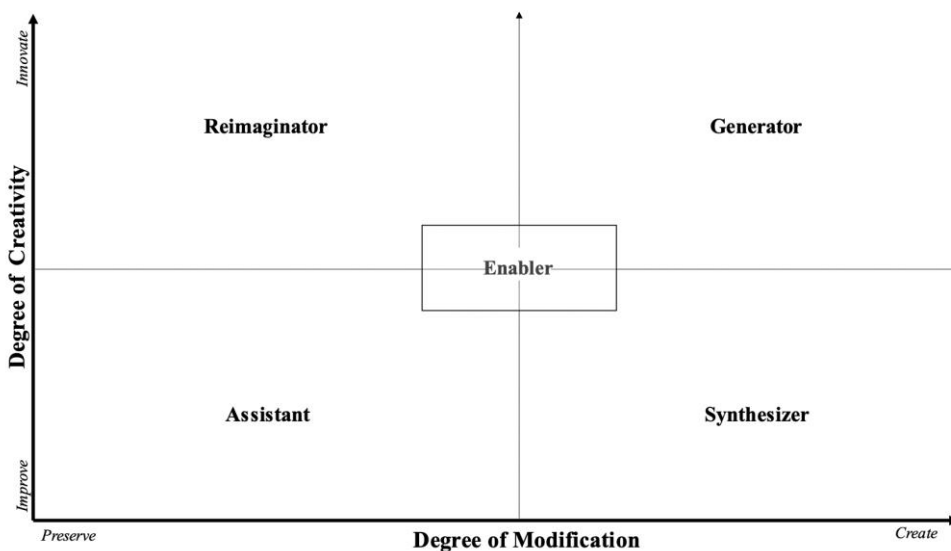 Innovate
Reimaginator
Generator
Degree of Creativity
Enabler
Assistant
Synthesizer
Improve
Preserve
Degree of Modification
Create